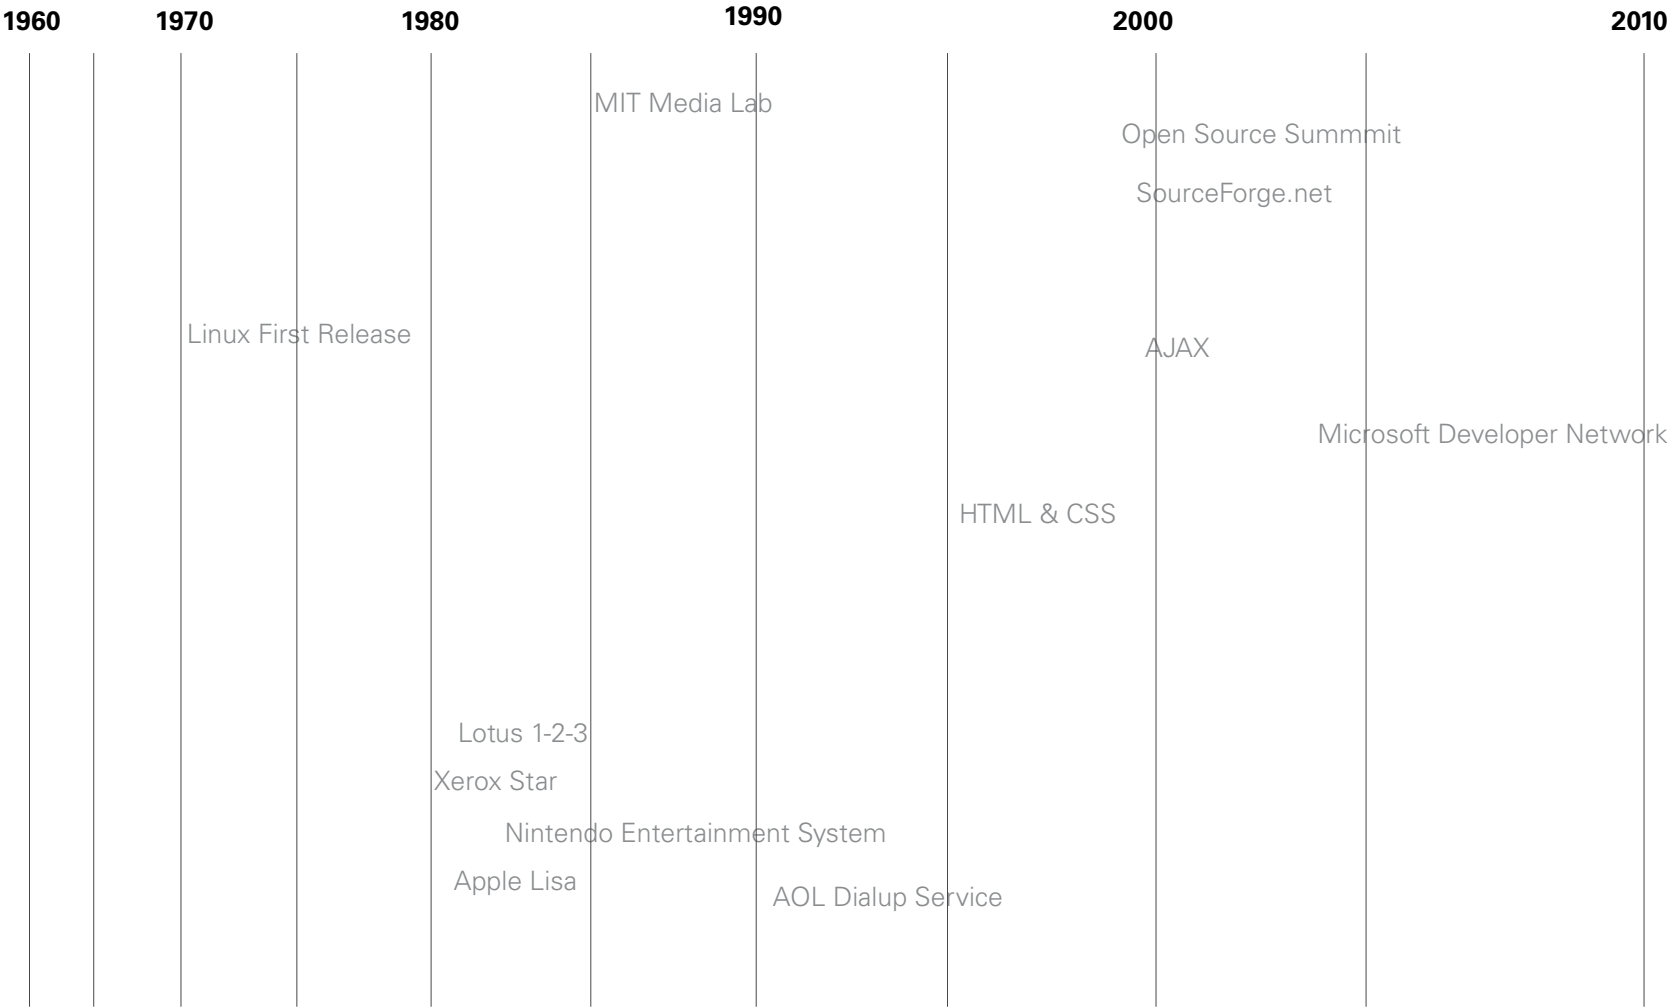 1960 1970 1980 1990 2000 2010
MIT Media Lab
Open Source Summmit
SourceForge.net
Linux First Release
AJAX
Microsoft Developer Network
HTML & CSS
Lotus 1-2-3
Xerox Star
Nintendo Entertainment System
Apple Lisa
AOL Dialup Service